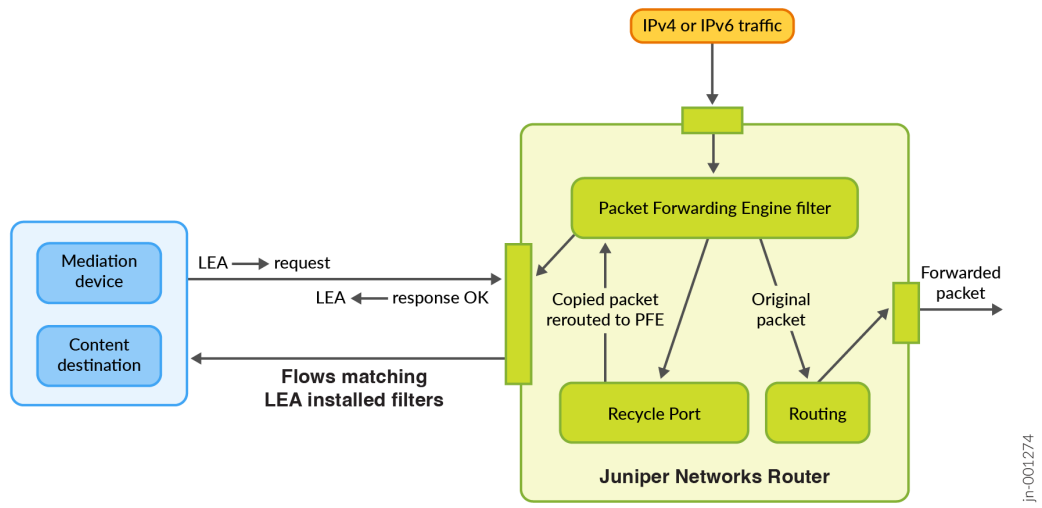 IPv4 or IPv6 traffic
Packet Forwarding Engine filter
Mediation
device
Content
destination
LEA → request
LEA ← response OK
Flows matching
LEA installed filters
Copied packet
rerouted to PFE
Original
packet
Forwarded
packet
Recycle Port
Routing
Juniper Networks Router
jn-001274